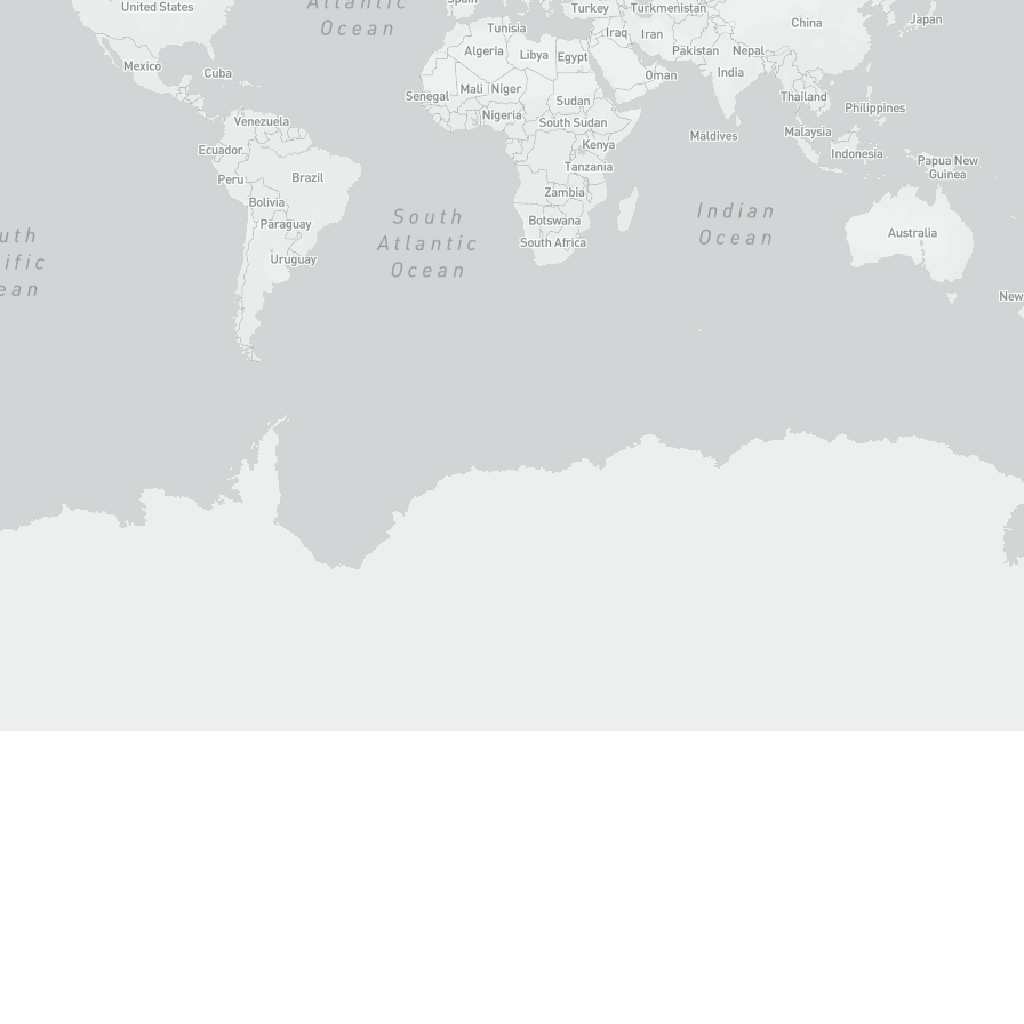 United States
Atlantic
Ocean
Spain
Turkey
Turkmenistan
China
Japan
Tunisia
Iraq
Iran
Algeria
Libya
Egypt
Pakistan
Nepal
Mexico
Cuba
Oman
India
Senegal
Mali
Niger
Sudan
Thailand
Philippines
Venezuela
Nigeria
South Sudan
Maldives
Malaysia
Ecuador
Kenya
Indonesia
Papua New
Guinea
Peru
Brazil
Tanzania
Bolivia
Zambia
Paraguay
South
Atlantic
Ocean
Botswana
Indian
Ocean
Australia
South Africa
uth
ific
ean
Uruguay
New